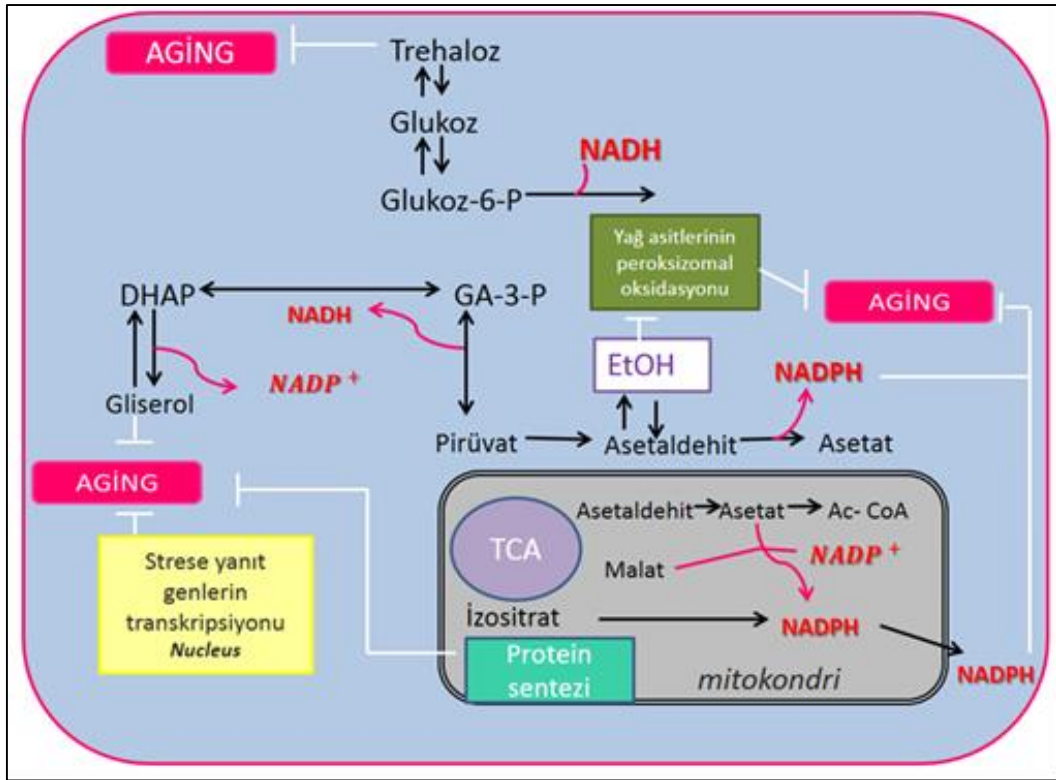 AGİNG
Trehaloz
Glukoz
NADH
Glukoz-6-P
Yağ asitlerinin
peroksizomal
oksidasyonu
DHAP
GA-3-P
AGİNG
NADH
EtOH
NADP +
NADPH
Gliserol
Pirüvat
Asetaldehit
Asetat
AGİNG
Asetaldehit
Asetat
Ac- CoA
TCA
NADP +
Malat
Strese yanıt
genlerin
transkripsiyonu
Nucleus
İzositrat
NADPH
Protein
sentezi
mitokondri
NADPH